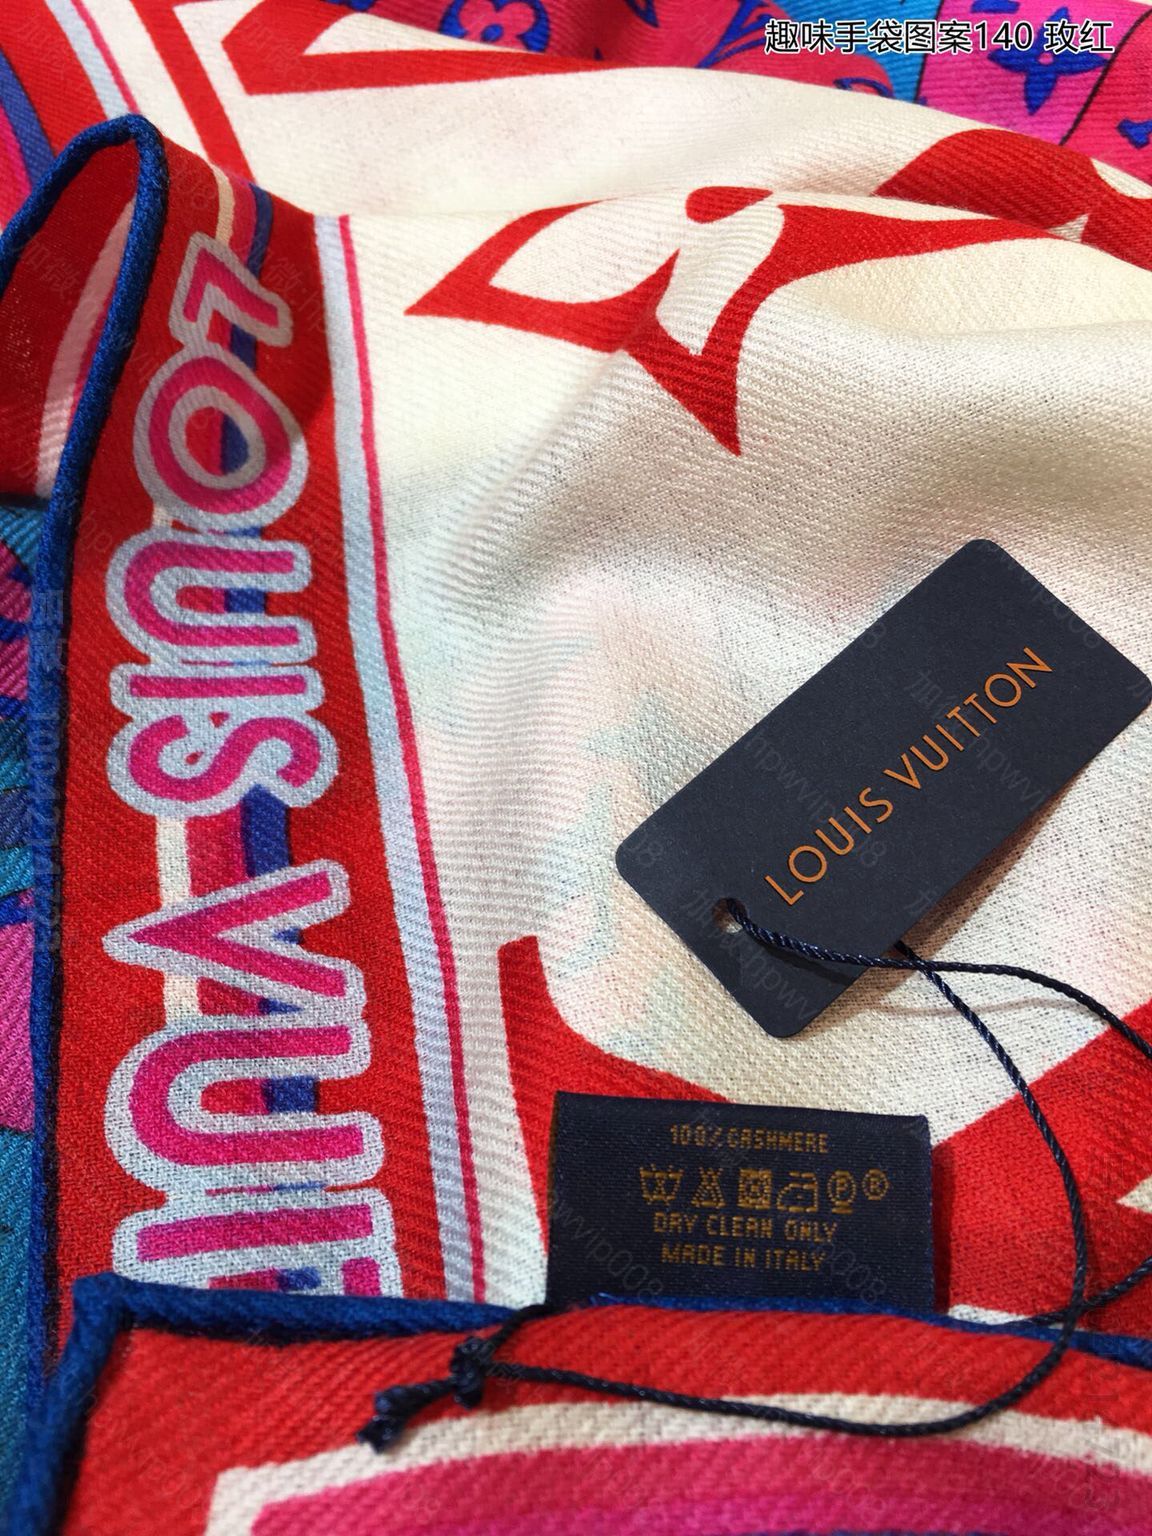 趣味手袋图案140 玫红
LOUIS VUIT
LOUIS VUITTON
100% CASHMERE
DRY CLEAN ONLY
MADE IN ITALY